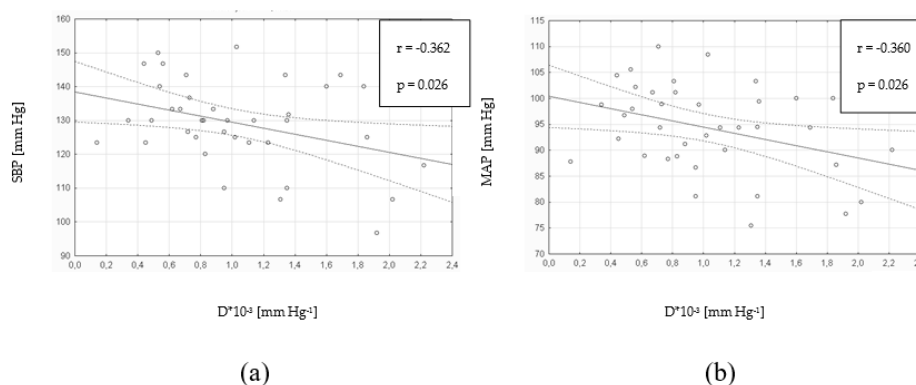 r = -0.362
p = 0.026
160
150
140
130
120
110
100
90
SBP [mm Hg]
0,0 0,2 0,4 0,6 0,8 1,0 1,2 1,4 1,6 1,8 2,0 2,2 2,4
D*10⁻³ [mm Hg⁻¹]
(a)
r = -0.360
p = 0.026
115
110
105
100
95
90
85
80
75
70
MAP [mm Hg]
0,0 0,2 0,4 0,6 0,8 1,0 1,2 1,4 1,6 1,8 2,0 2,2 2,4
D*10⁻³ [mm Hg⁻¹]
(b)